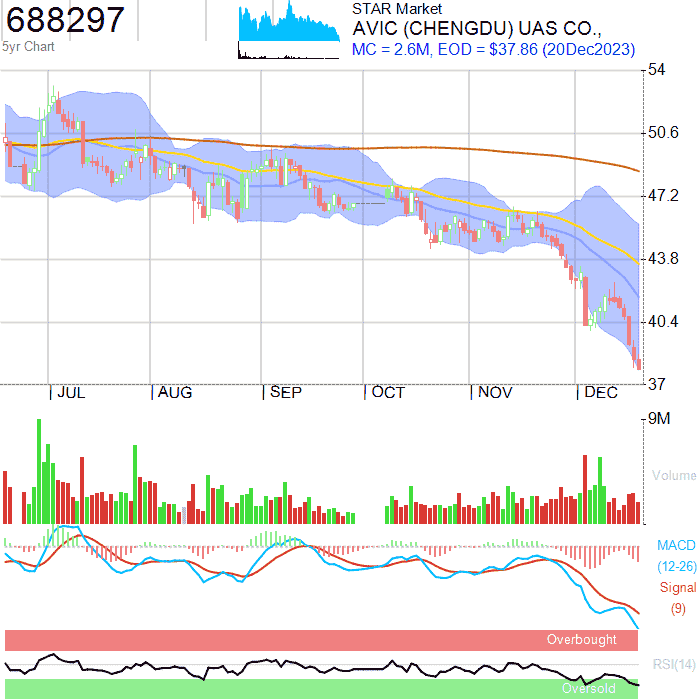 688297
5yr Chart
STAR Market
AVIC (CHENGDU) UAS CO.,
MC = 2.6M, EOD = $37.86 (20Dec2023)
54
50.6
47.2
43.8
40.4
37
JUL AUG SEP OCT NOV DEC
9M
Volume
MACD
(12-26)
Signal
(9)
Overbought
RSI(14)
Oversold